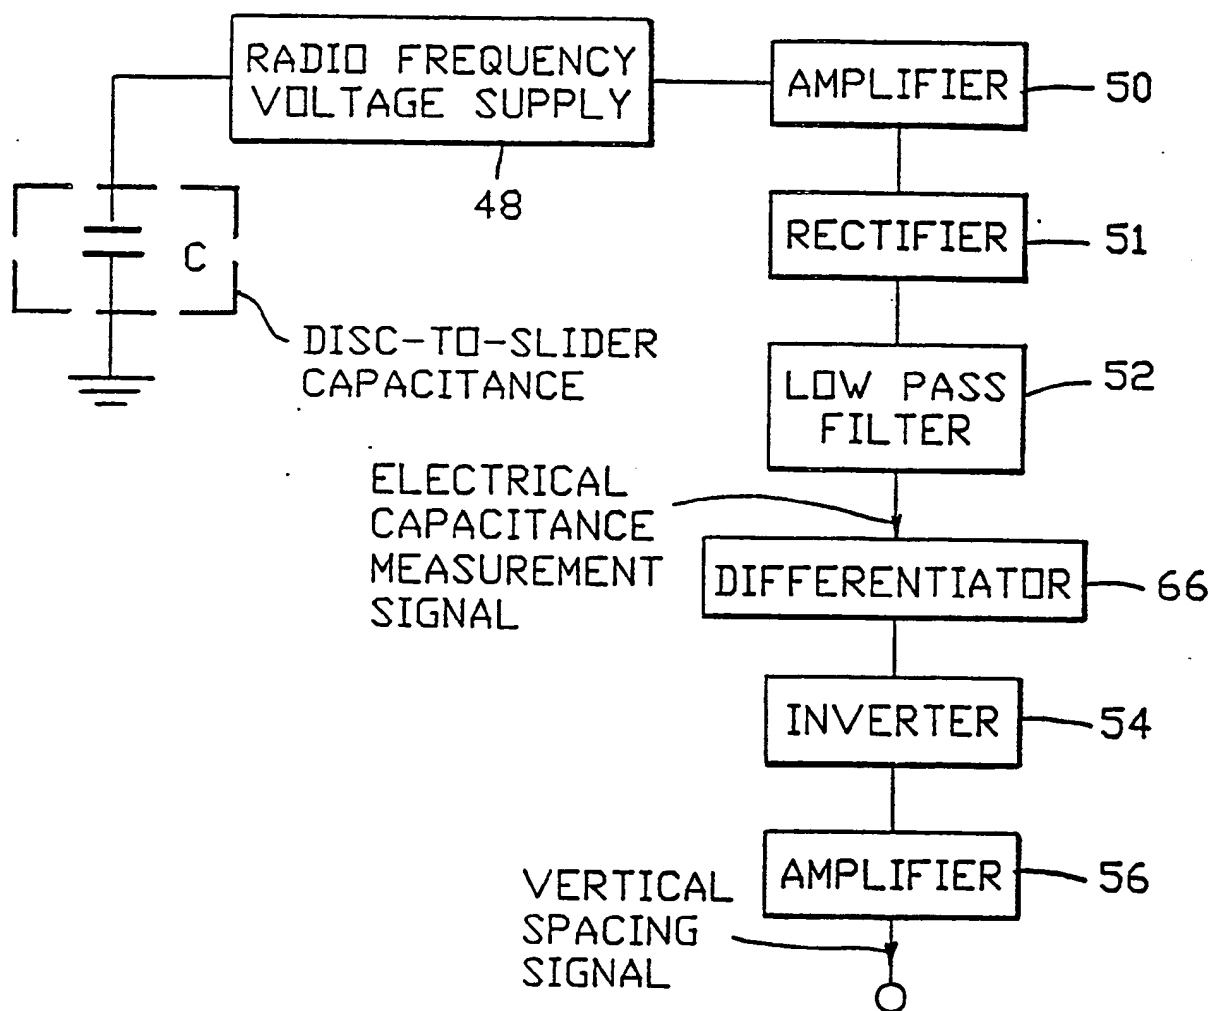 RADIO FREQUENCY
VOLTAGE SUPPLY
48
AMPLIFIER
50
RECTIFIER
51
C
DISC-TO-SLIDER
CAPACITANCE
LOW PASS
FILTER
52
ELECTRICAL
CAPACITANCE
MEASUREMENT
SIGNAL
DIFFERENTIATOR
66
INVERTER
54
AMPLIFIER
56
VERTICAL
SPACING
SIGNAL